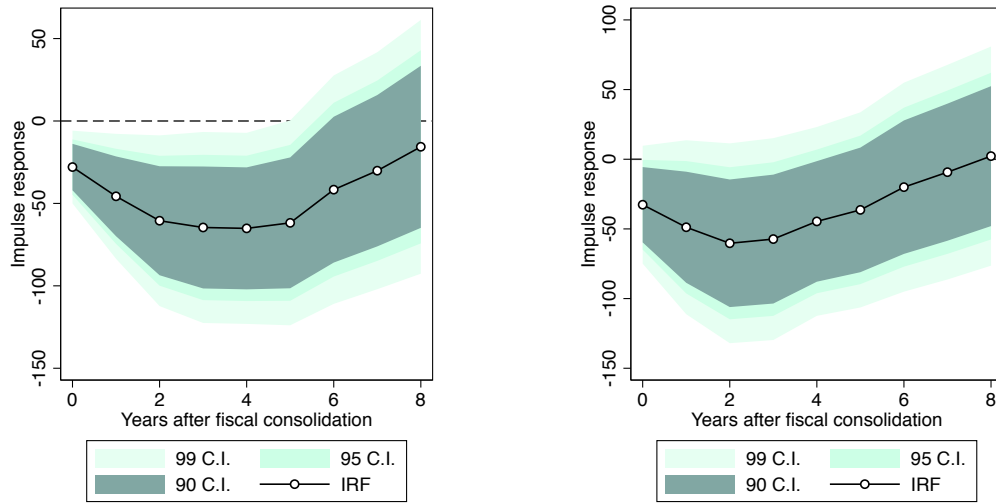 50
0
-50
-100
-150
Impulse response
0 2 4 6 8
Years after fiscal consolidation
99 C.I. 95 C.I.
90 C.I. IRF
100
50
0
-50
-100
-150
Impulse response
0 2 4 6 8
Years after fiscal consolidation
99 C.I. 95 C.I.
90 C.I. IRF